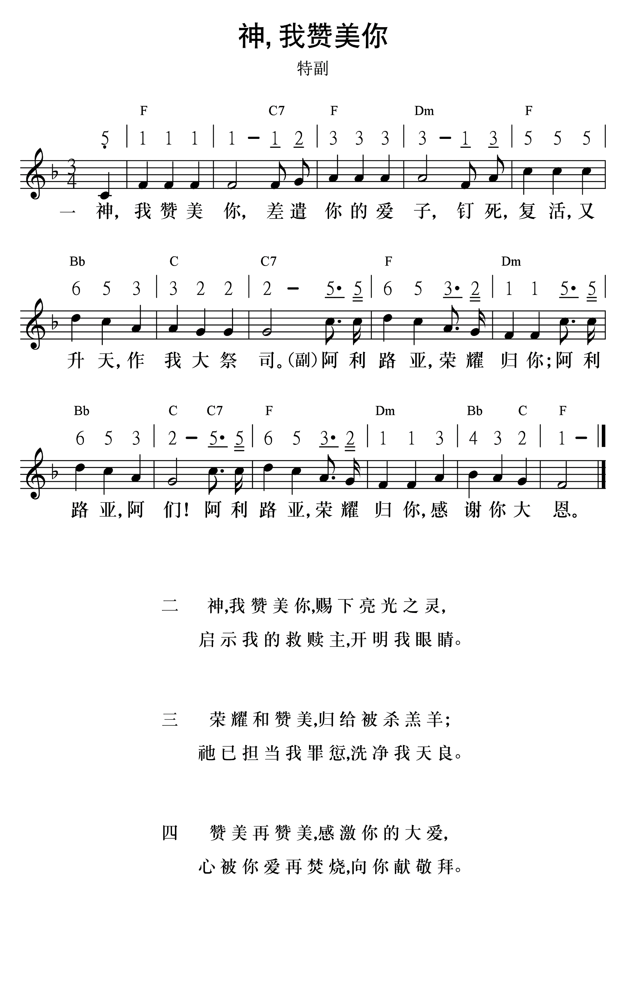 神,我赞美你
特副
F C7 F Dm F
5 1 1 1 1 – 1 2 3 3 3 3 – 1 3 5 5 5
3
4
一 神,我赞美你,差遣你的爱子,钉死,复活,又
Bb C C7 F Dm
6 5 3 3 2 2 2 – 5· 5 6 5 3· 2 1 1 5· 5
升天,作我大祭司。(副)阿利路亚,荣耀归你;阿利
Bb C C7 F Dm Bb C F
6 5 3 2 – 5· 5 6 5 3· 2 1 1 3 4 3 2 1 –
路亚,阿们!阿利路亚,荣耀归你,感谢你大恩。
二 神,我赞美你,赐下亮光之灵,
启示我的救赎主,开明我眼睛。
三 荣耀和赞美,归给被杀羔羊;
祂已担当我罪愆,洗净我天良。
四 赞美再赞美,感激你的大爱,
心被你爱再焚烧,向你献敬拜。